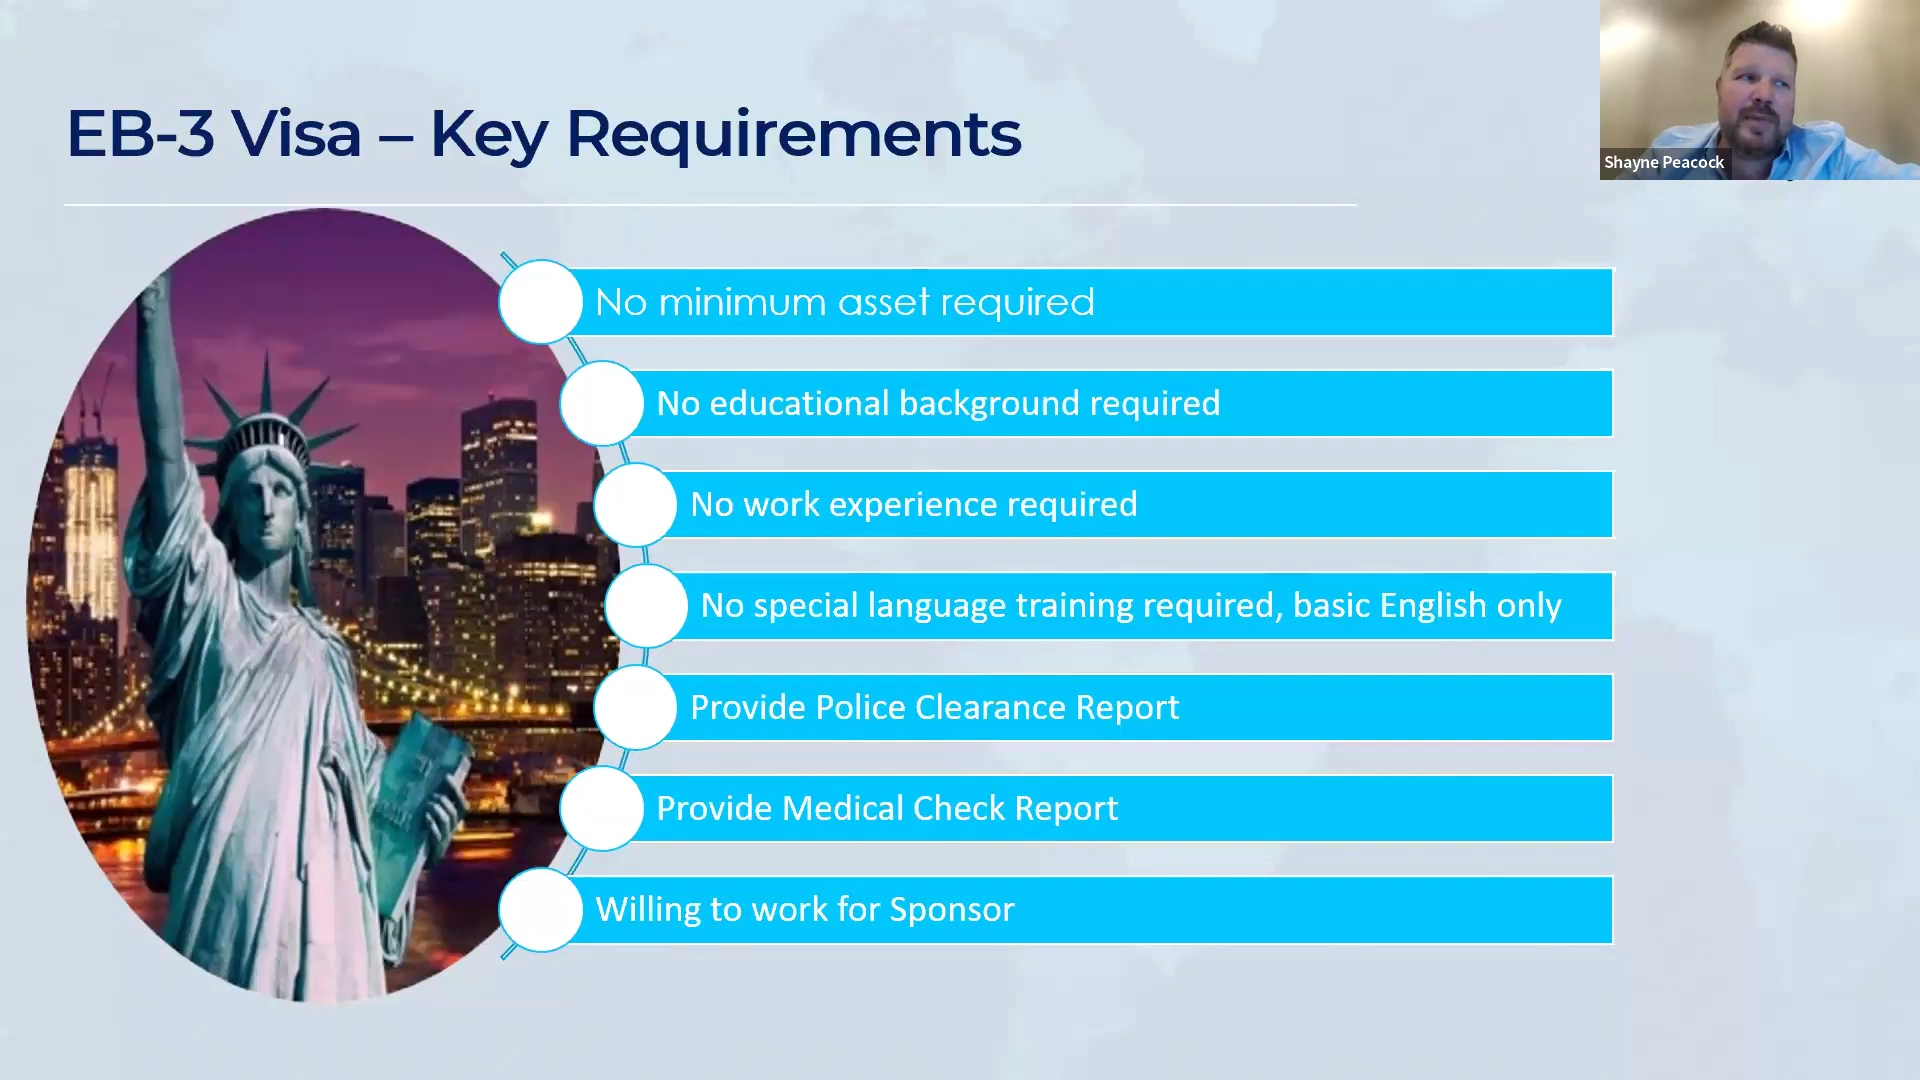 EB-3 Visa – Key Requirements
Shayne Peacock
No minimum asset required
No educational background required
No work experience required
No special language training required, basic English only
Provide Police Clearance Report
Provide Medical Check Report
Willing to work for Sponsor